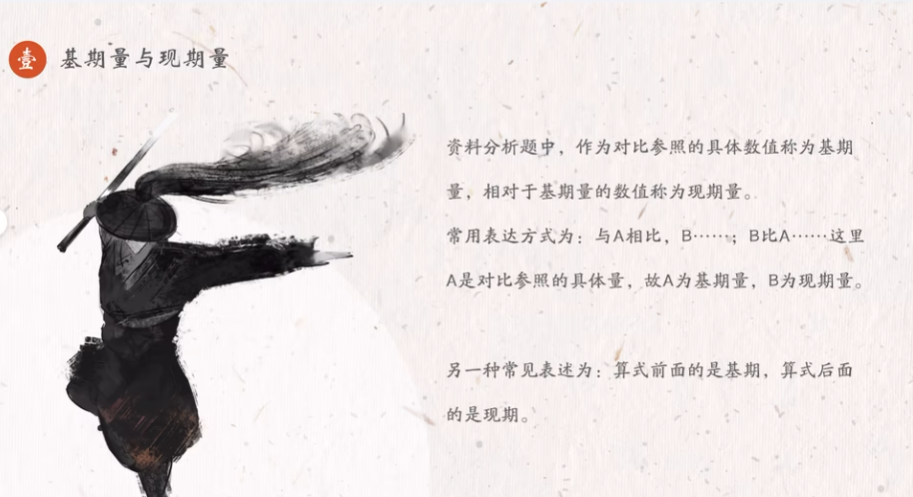 壹
基期量与现期量
资料分析题中，作为对比参照的具体数值称为基期
量，相对于基期量的数值称为现期量。
常用表达方式为：与A相比，B……；B比A……这里
A是对比参照的具体量，故A为基期量，B为现期量。
另一种常见表述为：算式前面的是基期，算式后面
的是现期。